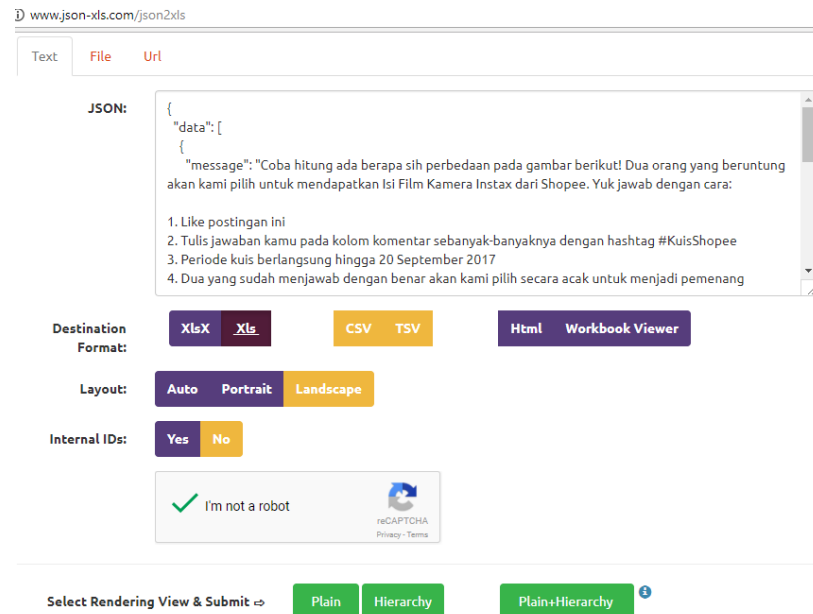 www.json-xls.com/json2xls
Text File Url
JSON:
{
"data": [
{
"message": "Coba hitung ada berapa sih perbedaan pada gambar berikut! Dua orang yang beruntung
akan kami pilih untuk mendapatkan Isi Film Kamera Instax dari Shopee. Yuk jawab dengan cara:
1. Like postingan ini
2. Tulis jawaban kamu pada kolom komentar sebanyak-banyaknya dengan hashtag #KuisShopee
3. Periode kuis berlangsung hingga 20 September 2017
4. Dua yang sudah menjawab dengan benar akan kami pilih secara acak untuk menjadi pemenang
Destination
Format:
XlsX Xls CSV TSV Html Workbook Viewer
Layout: Auto Portrait Landscape
Internal IDs: Yes No
I'm not a robot
reCAPTCHA
Privacy - Terms
Select Rendering View & Submit ⇨ Plain Hierarchy Plain+Hierarchy